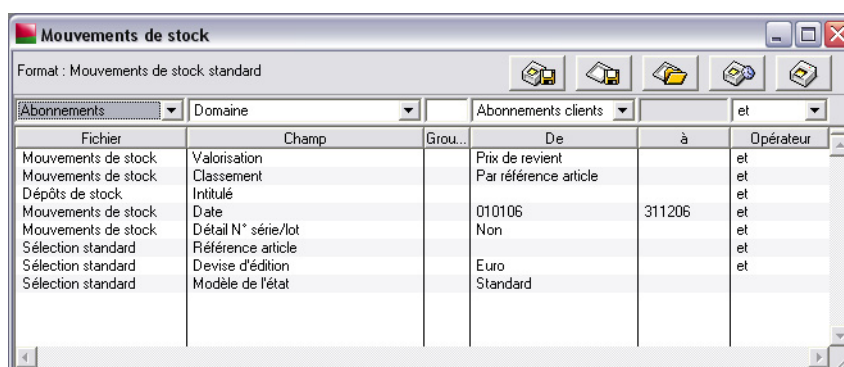 Mouvements de stock
Format : Mouvements de stock standard
Abonnements Domaine Abonnements clients et
Fichier Champ Grou... De à Opérateur
Mouvements de stock Valorisation Prix de revient et
Mouvements de stock Classement Par référence article et
Dépôts de stock Intitulé et
Mouvements de stock Date 010106 311206 et
Mouvements de stock Détail N° série/lot Non et
Sélection standard Référence article et
Sélection standard Devise d'édition Euro et
Sélection standard Modèle de l'état Standard